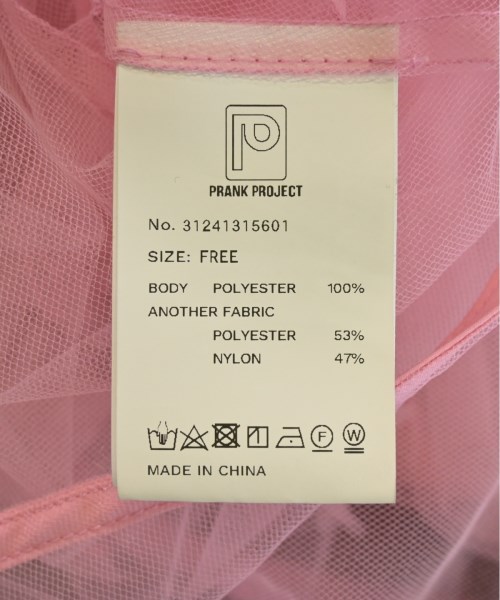 P
PRANK PROJECT
No. 31241315601
SIZE: FREE
BODY POLYESTER 100%
ANOTHER FABRIC
POLYESTER 53%
NYLON 47%
F W
MADE IN CHINA